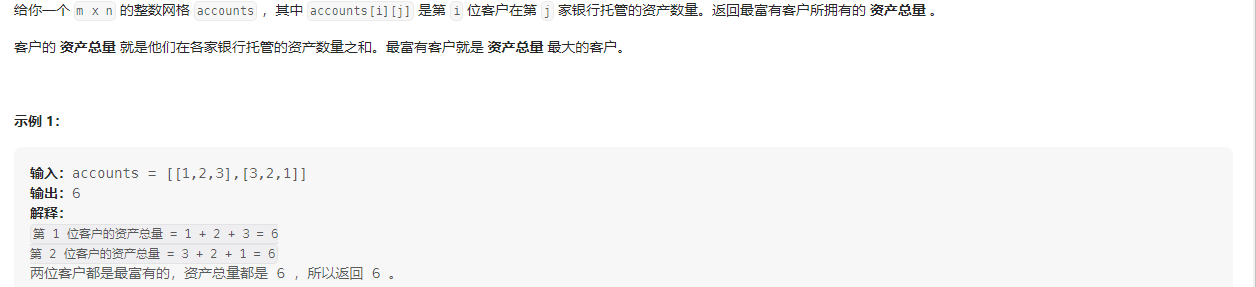 给你一个 m x n 的整数网格 accounts ，其中 accounts[i][j] 是第 i 位客户在第 j 家银行托管的资产数量。返回最富有客户所拥有的 资产总量 。
客户的 资产总量 就是他们在各家银行托管的资产数量之和。最富有客户就是 资产总量 最大的客户。
示例 1：
输入：accounts = [[1,2,3],[3,2,1]]
输出：6
解释：
第 1 位客户的资产总量 = 1 + 2 + 3 = 6
第 2 位客户的资产总量 = 3 + 2 + 1 = 6
两位客户都是最富有的，资产总量都是 6 ，所以返回 6 。